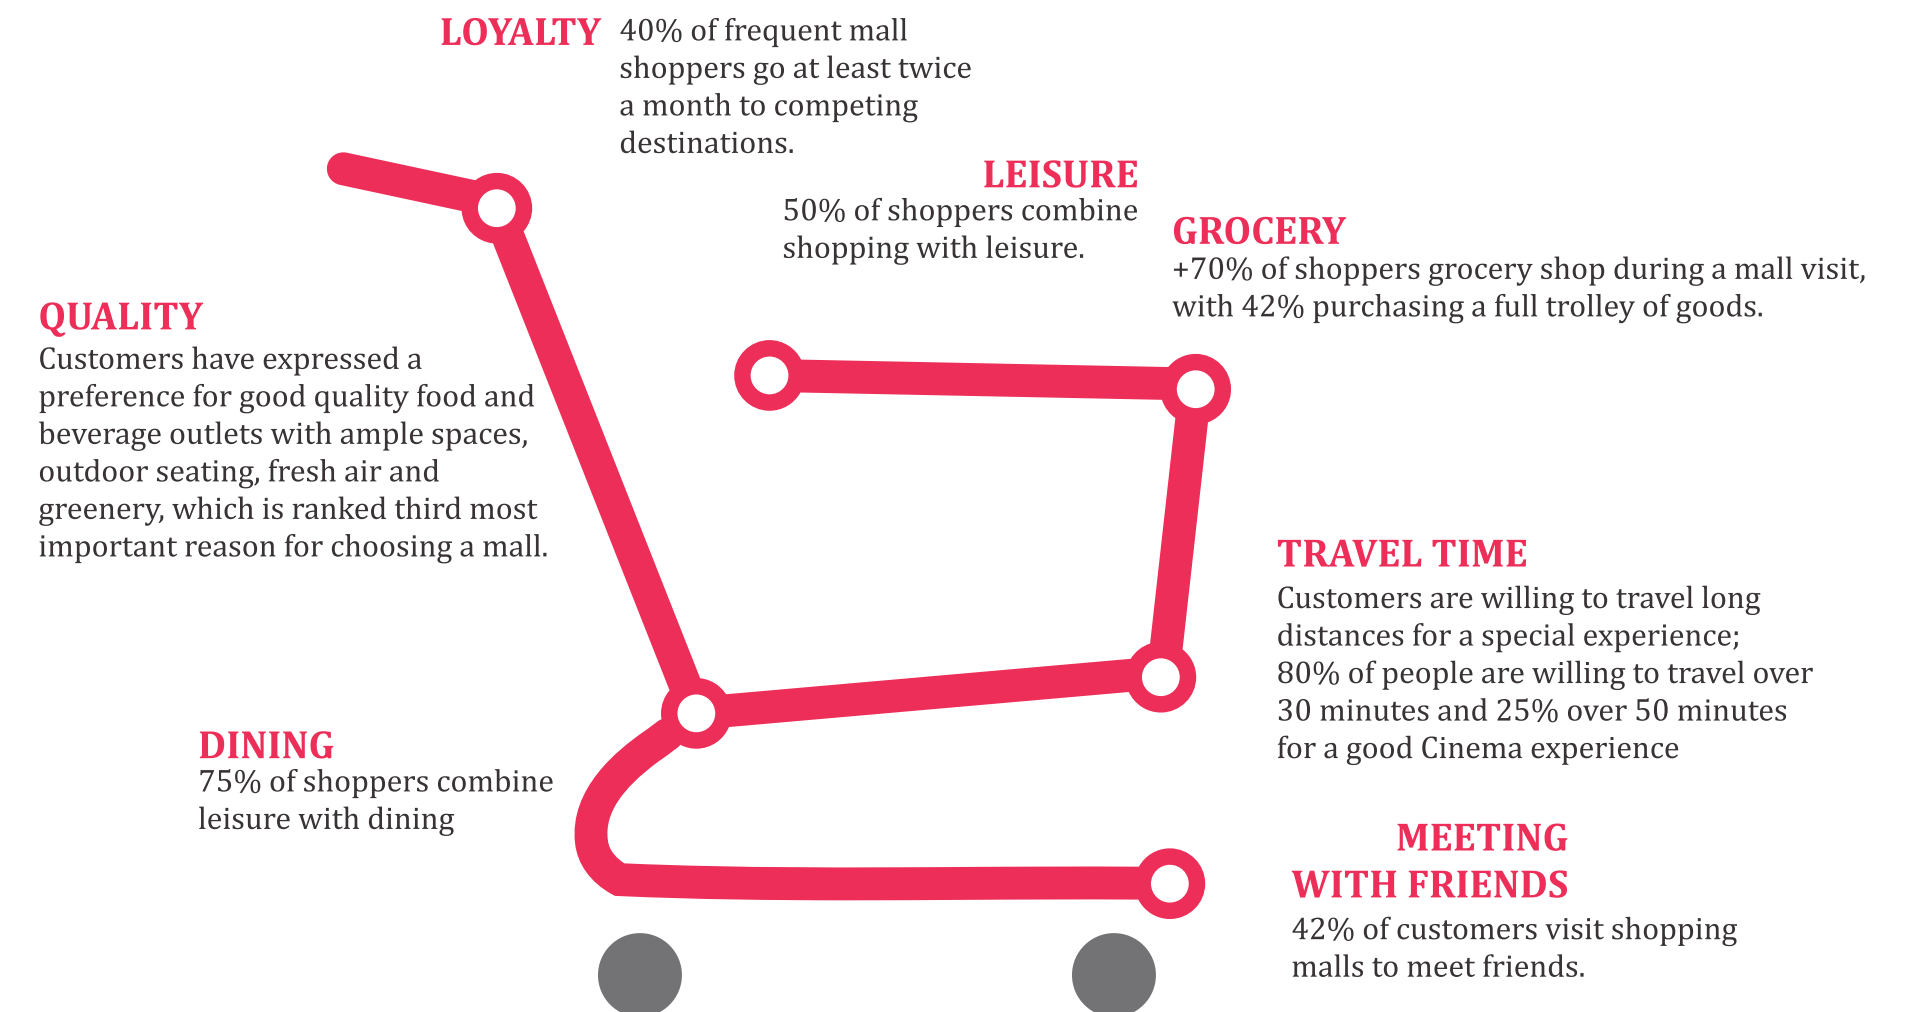 LOYALTY
40% of frequent mall
shoppers go at least twice
a month to competing
destinations.
LEISURE
50% of shoppers combine
shopping with leisure.
GROCERY
+70% of shoppers grocery shop during a mall visit,
with 42% purchasing a full trolley of goods.
QUALITY
Customers have expressed a
preference for good quality food and
beverage outlets with ample spaces,
outdoor seating, fresh air and
greenery, which is ranked third most
important reason for choosing a mall.
TRAVEL TIME
Customers are willing to travel long
distances for a special experience;
80% of people are willing to travel over
30 minutes and 25% over 50 minutes
for a good Cinema experience
DINING
75% of shoppers combine
leisure with dining
MEETING
WITH FRIENDS
42% of customers visit shopping
malls to meet friends.